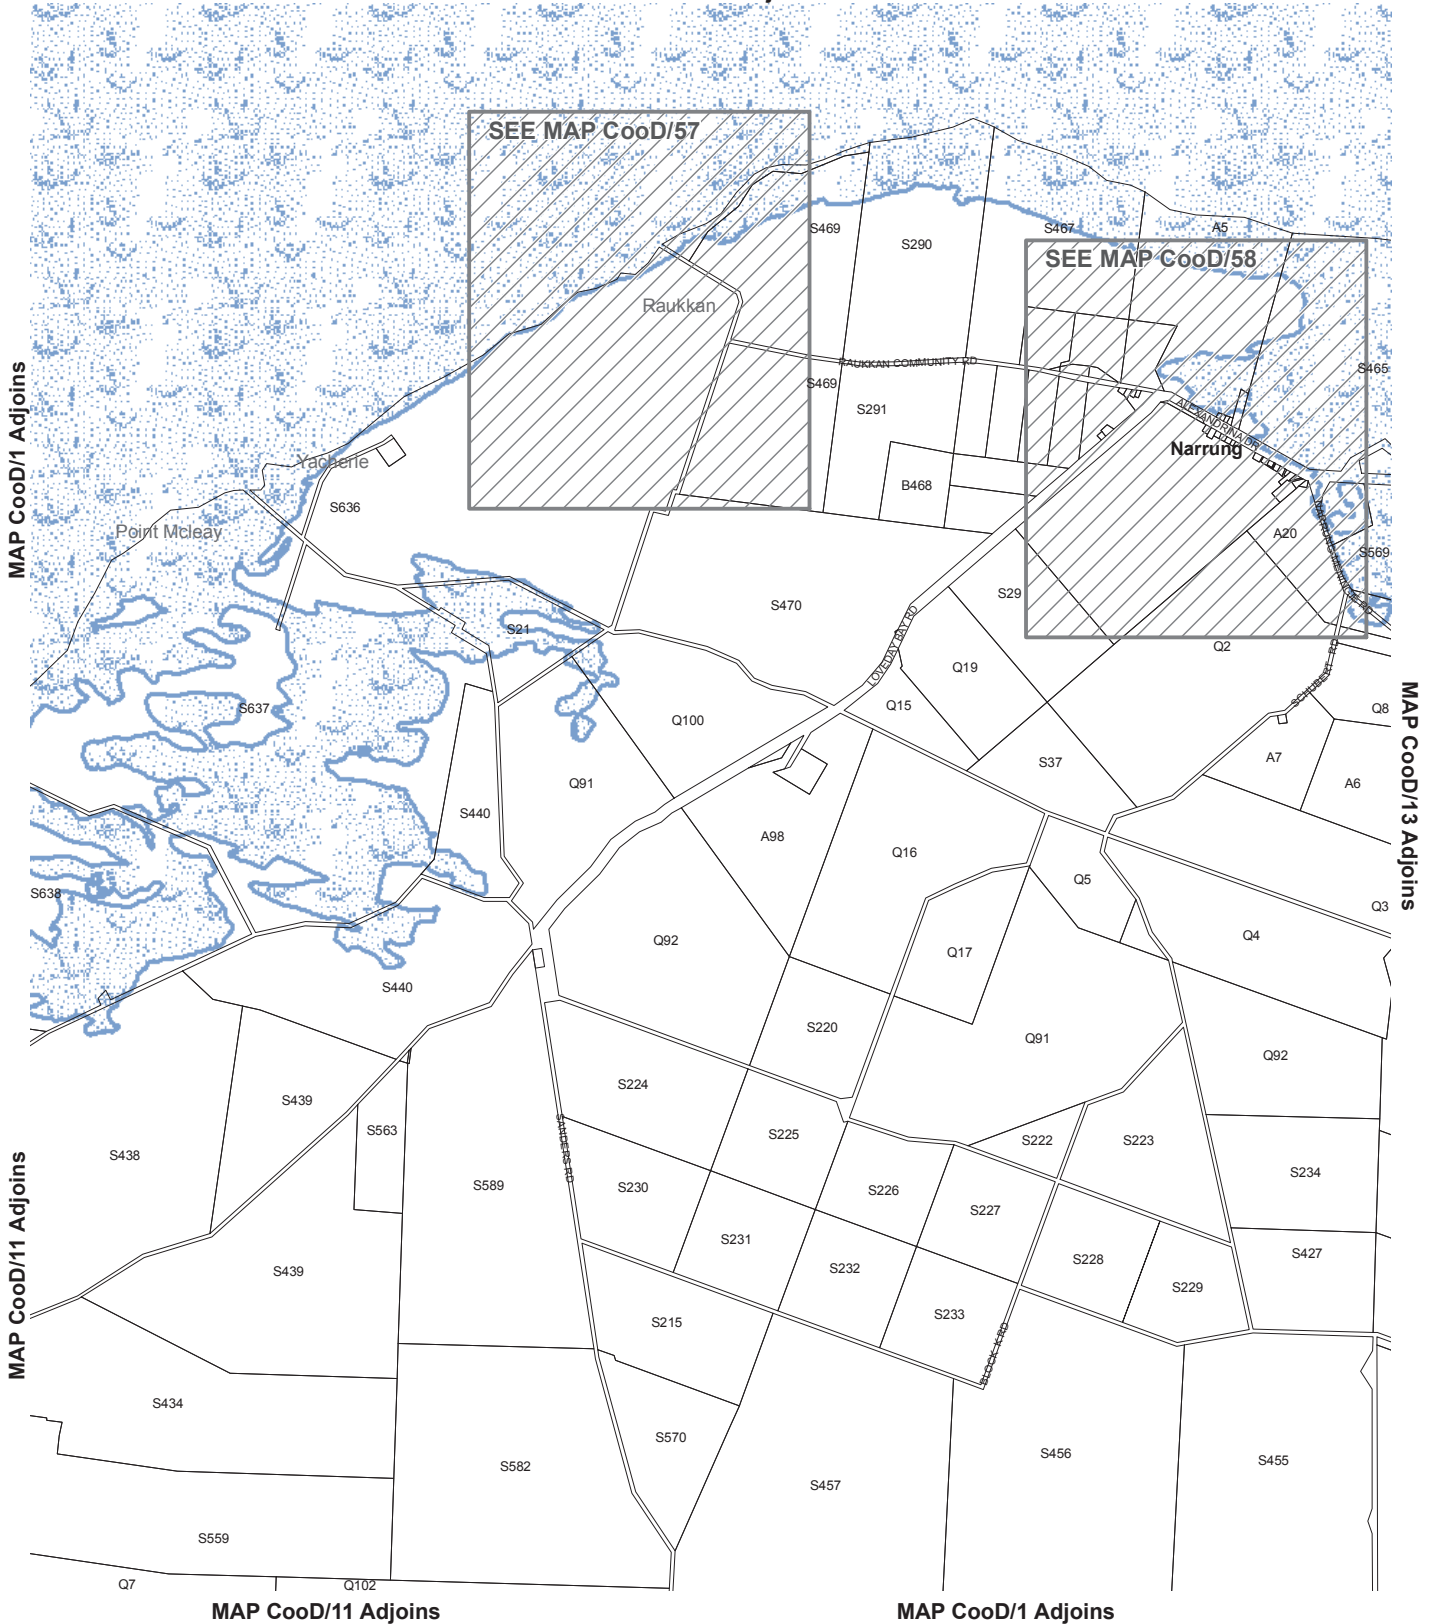 SEE MAP CooD/57
S469
S290
S467
A5
SEE MAP CooD/58
Raukkan
RAUKKAN COMMUNITY RD
S465
S469
S291
ALEXANDRINA DR
Narrung
MAP CooD/1 Adjoins
Yacherie
B468
S636
Point Mcleay
NARRUNG-MENINGIE RD
A20
S569
S29
S470
S21
LOVEDAY BAY RD
Q2
Q19
SCHUBERT RD
S637
Q15
Q8
Q100
S37
A7
A6
Q91
S440
MAP CooD/13 Adjoins
A98
Q16
Q5
S638
Q3
Q92
Q4
Q17
S440
S220
Q91
Q92
S224
S439
S563
S225
S222
S223
S438
SANDERS RD
S234
S589
S230
S226
S227
MAP CooD/11 Adjoins
S231
S427
S439
S232
S228
S229
S215
S233
BLOCK K RD
S434
S570
S582
S457
S456
S455
S559
Q7
Q102
MAP CooD/11 Adjoins
MAP CooD/1 Adjoins